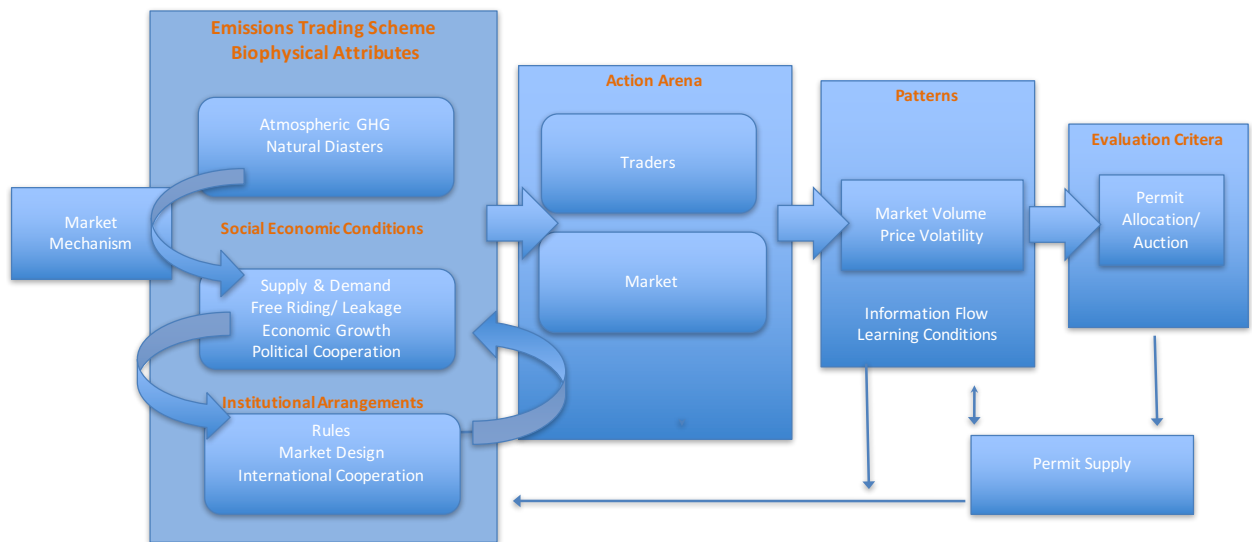 Emissions Trading Scheme
Biophysical Attributes
Atmospheric GHG
Natural Diasters
Market
Mechanism
Social Economic Conditions
Supply & Demand
Free Riding/ Leakage
Economic Growth
Political Cooperation
Institutional Arrangements
Rules
Market Design
International Cooperation
Action Arena
Traders
Market
Patterns
Market Volume
Price Volatility
Information Flow
Learning Conditions
Evaluation Critera
Permit
Allocation/
Auction
Permit Supply